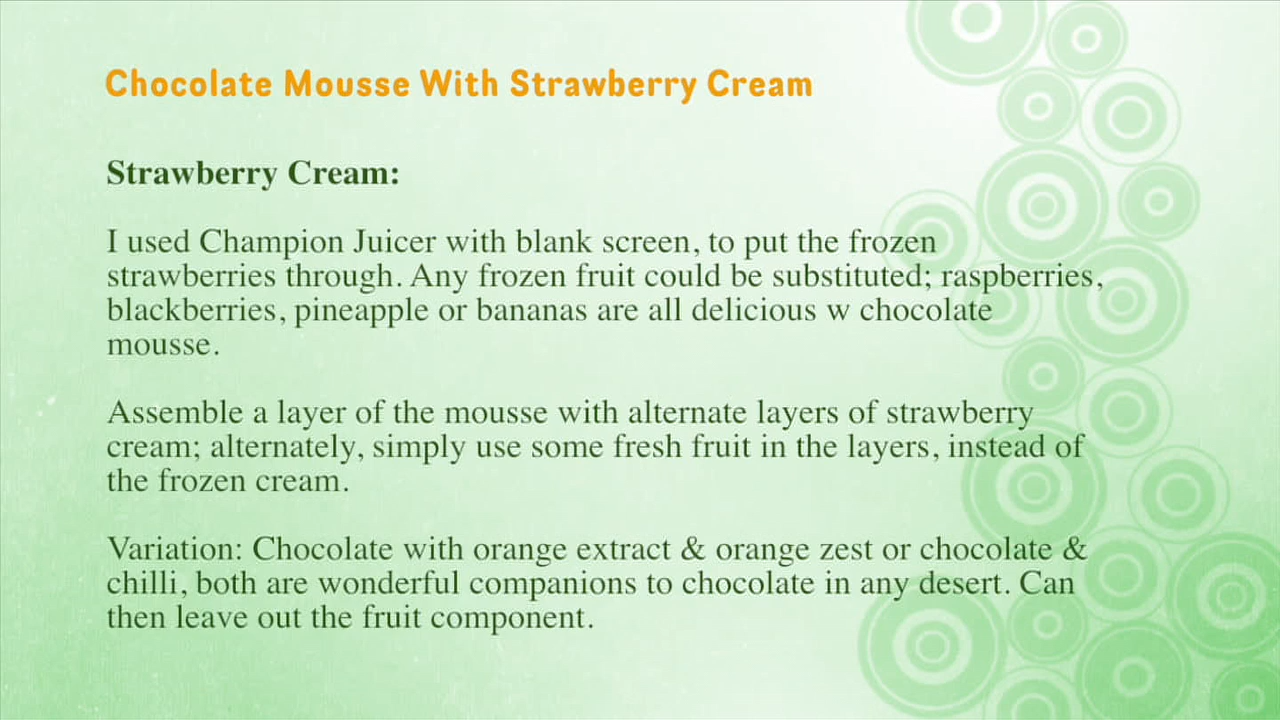 Chocolate Mousse With Strawberry Cream
Strawberry Cream:
I used Champion Juicer with blank screen, to put the frozen
strawberries through. Any frozen fruit could be substituted; raspberries,
blackberries, pineapple or bananas are all delicious w chocolate
mousse.
Assemble a layer of the mousse with alternate layers of strawberry
cream; alternately, simply use some fresh fruit in the layers, instead of
the frozen cream.
Variation: Chocolate with orange extract & orange zest or chocolate &
chilli, both are wonderful companions to chocolate in any desert. Can
then leave out the fruit component.